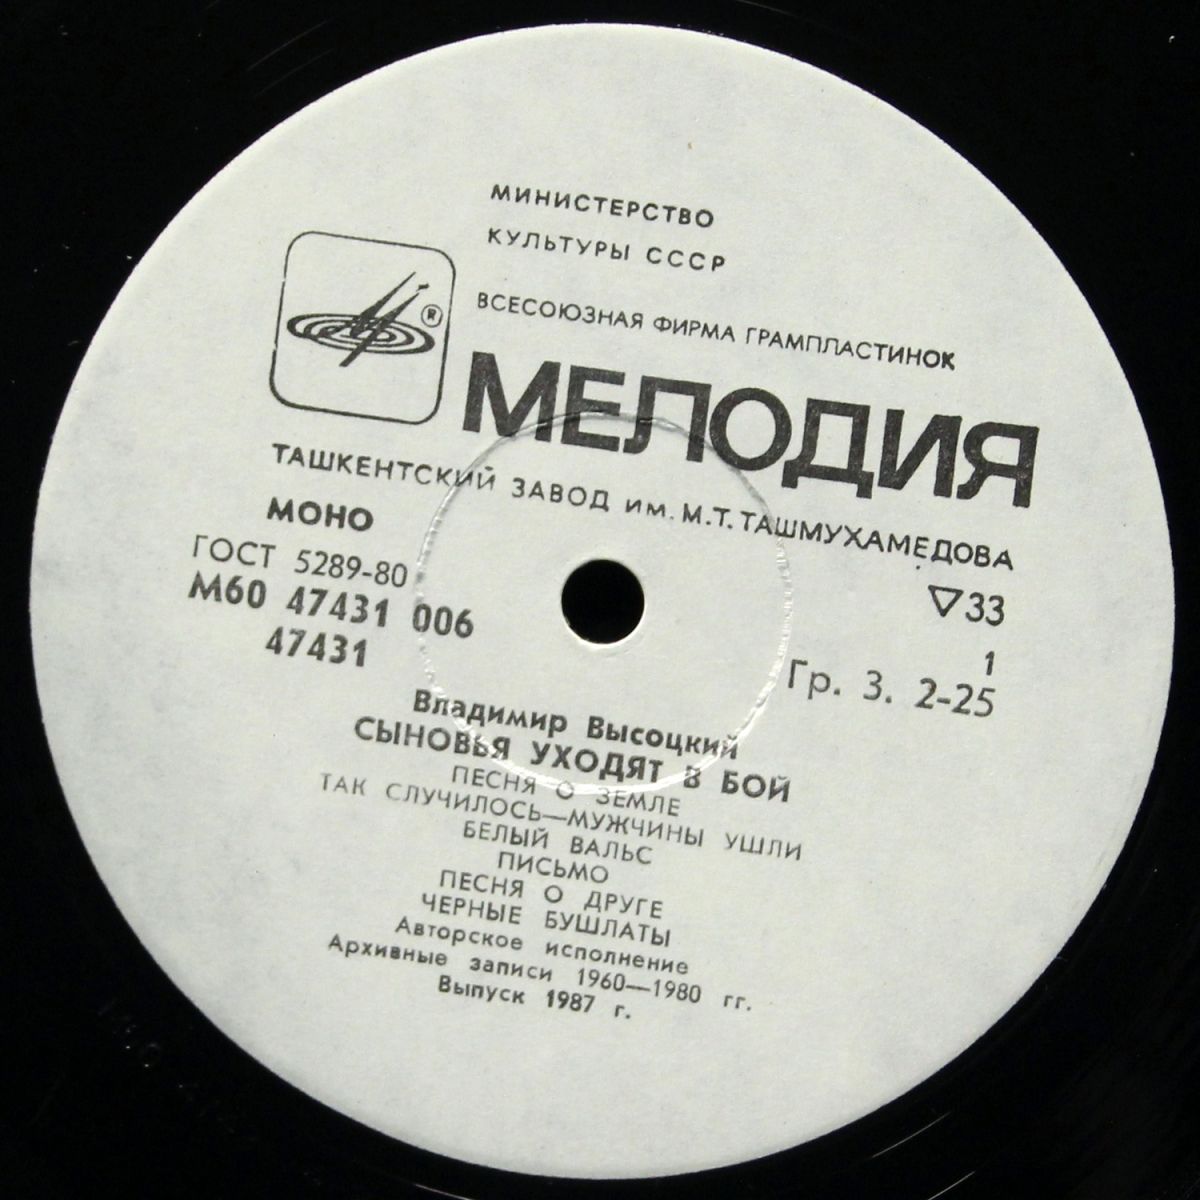 МИНИСТЕРСТВО
КУЛЬТУРЫ СССР
ВСЕСОЮЗНАЯ ФИРМА ГРАМПЛАСТИНОК
®
МЕЛОДИЯ
ТАШКЕНТСКИЙ ЗАВОД им. М.Т. ТАШМУХАМЕДОВА
МОНО
ГОСТ 5289-80
М60 47431 006
47431
▽33
1
Гр. 3. 2-25
Владимир Высоцкий
СЫНОВЬЯ УХОДЯТ В БОЙ
ПЕСНЯ О ЗЕМЛЕ
ТАК СЛУЧИЛОСЬ—МУЖЧИНЫ УШЛИ
БЕЛЫЙ ВАЛЬС
ПИСЬМО
ПЕСНЯ О ДРУГЕ
ЧЕРНЫЕ БУШЛАТЫ
Авторское исполнение
Архивные записи 1960—1980 гг.
Выпуск 1987 г.